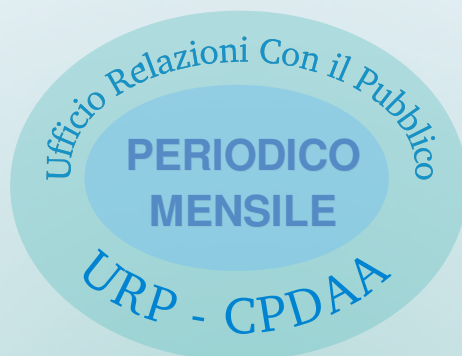 Ufficio Relazioni Con il Pubblico
PERIODICO
MENSILE
URP - CPDAA